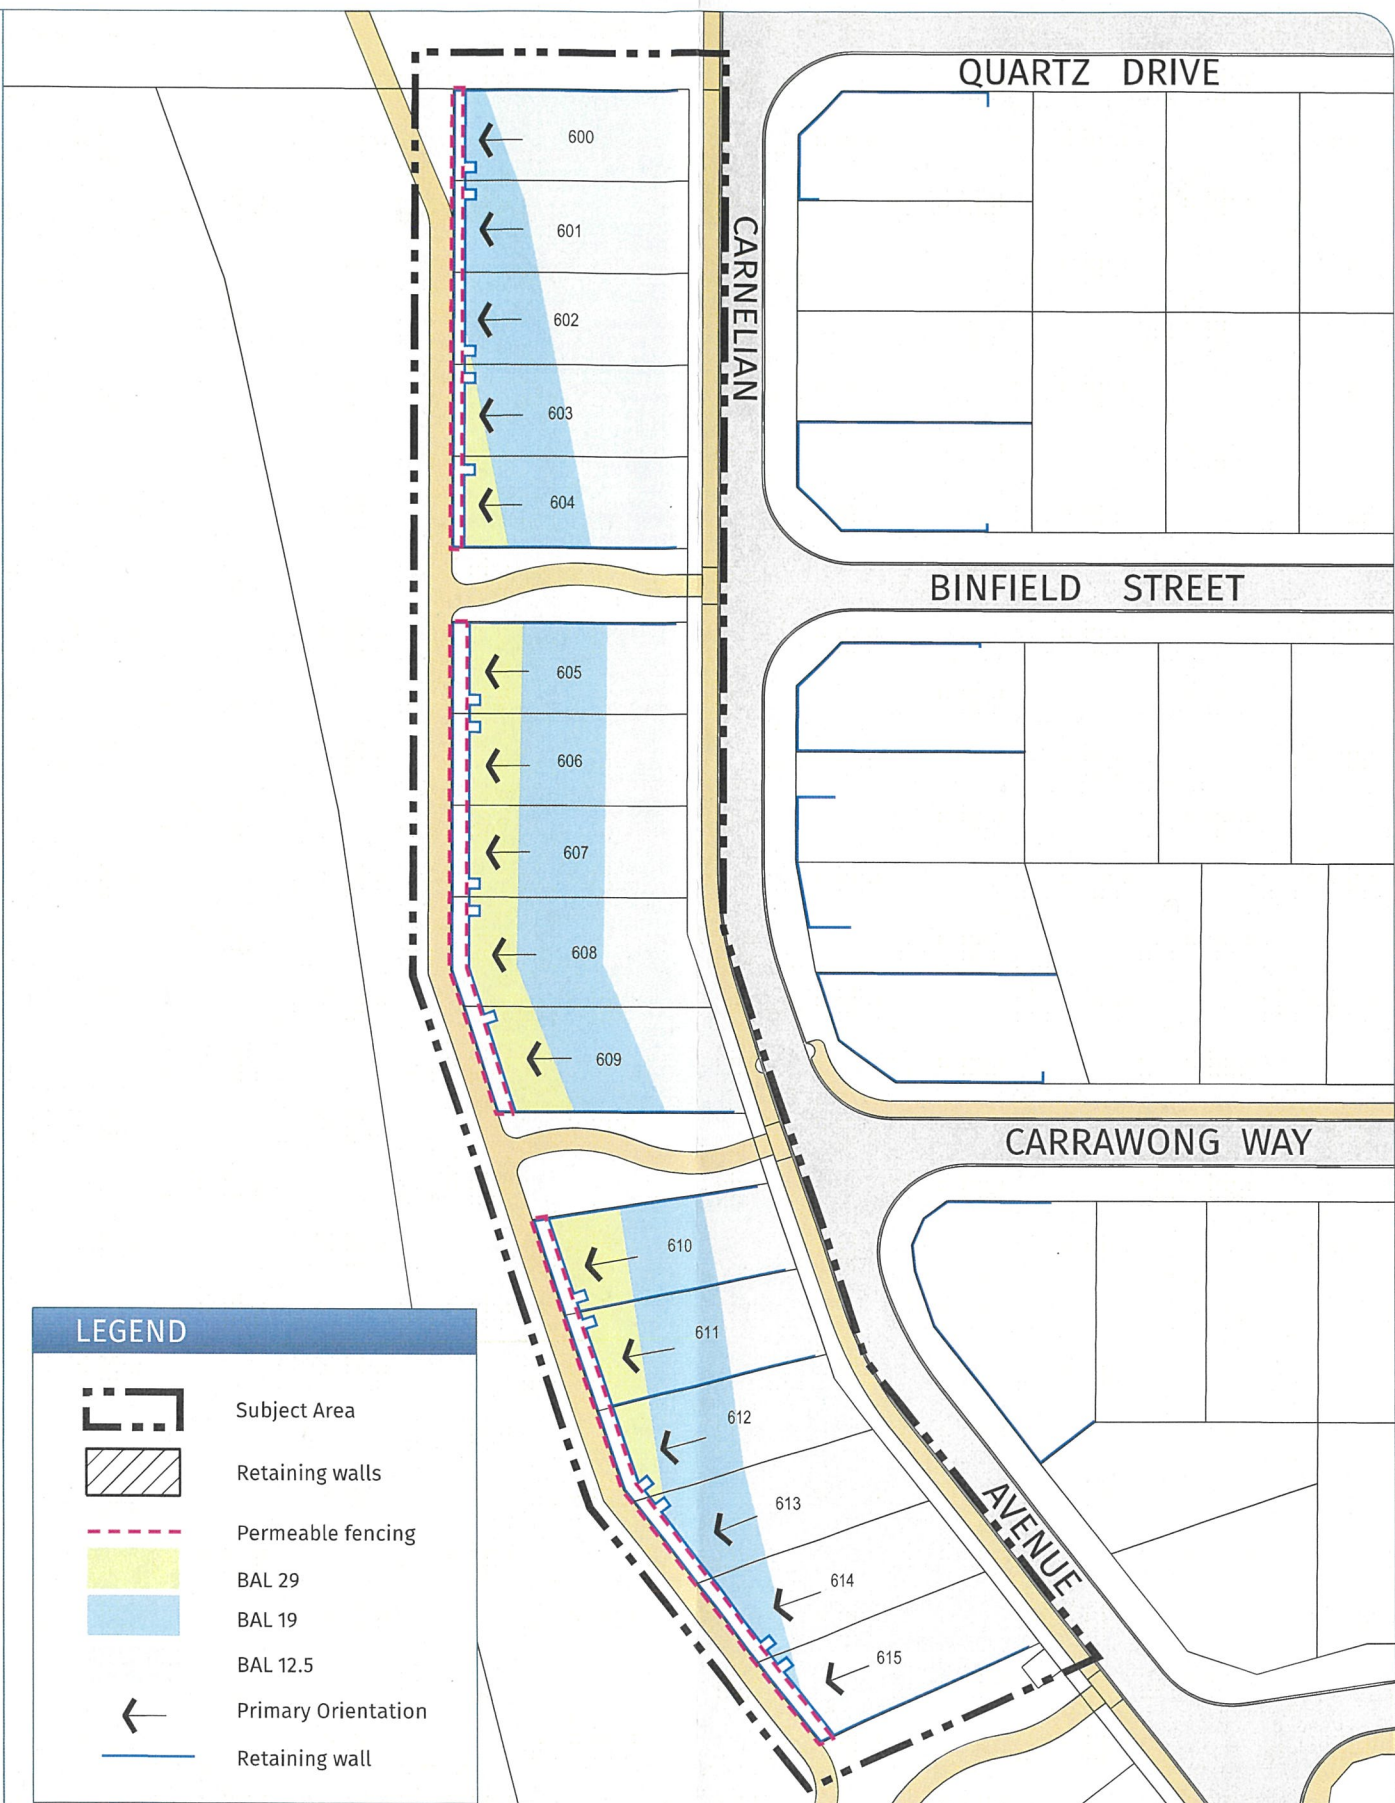 QUARTZ DRIVE
600
601
CARNELIAN
602
603
604
BINFIELD STREET
605
606
607
608
609
CARRAWONG WAY
610
611
612
613
AVENUE
614
615
LEGEND
Subject Area
Retaining walls
Permeable fencing
BAL 29
BAL 19
BAL 12.5
Primary Orientation
Retaining wall